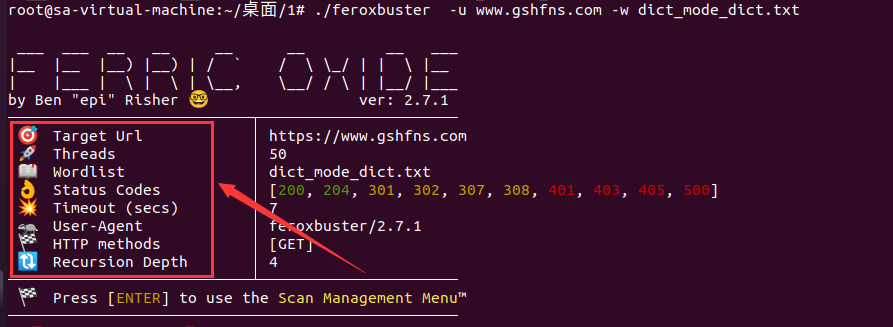 root@sa-virtual-machine:~/桌面/1# ./feroxbuster  -u www.gshfns.com -w dict_mode_dict.txt
FERRIC OXIDE
by Ben "epi" Risher 🤓 ver: 2.7.1
🎯 Target Url │ https://www.gshfns.com
🚀 Threads │ 50
📖 Wordlist │ dict_mode_dict.txt
👌 Status Codes │ [200, 204, 301, 302, 307, 308, 401, 403, 405, 500]
💥 Timeout (secs) │ 7
🦡 User-Agent │ feroxbuster/2.7.1
🏁 HTTP methods │ [GET]
🔃 Recursion Depth │ 4
🏁 Press [ENTER] to use the Scan Management Menu™